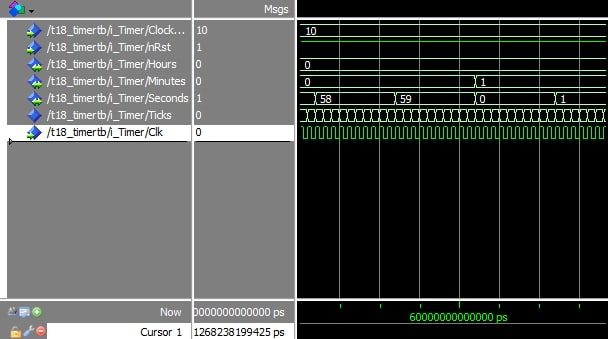 Msgs
/t18_timertb/i_Timer/Clock... 10 10
/t18_timertb/i_Timer/nRst 1
/t18_timertb/i_Timer/Hours 0 0
/t18_timertb/i_Timer/Minutes 0 0 1
/t18_timertb/i_Timer/Seconds 1 58 59 0 1
/t18_timertb/i_Timer/Ticks 0
/t18_timertb/i_Timer/Clk 0
Now 0000000000000 ps 60000000000000 ps
Cursor 1 1268238199425 ps